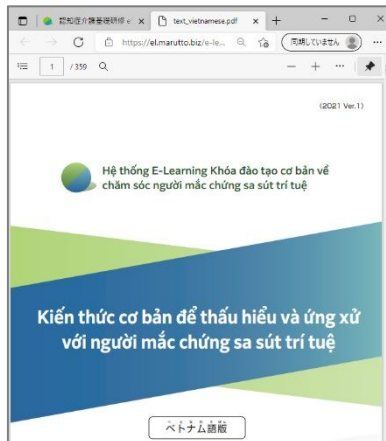 認知症介護基礎研修 e
text_vietnamese.pdf
https://el.marutto.biz/e-le...
同期していません
1 /359
(2021 Ver.1)
Hệ thống E-Learning Khóa đào tạo cơ bản về
chăm sóc người mắc chứng sa sút trí tuệ
Kiến thức cơ bản để thấu hiểu và ứng xử
với người mắc chứng sa sút trí tuệ
ベトナム語版